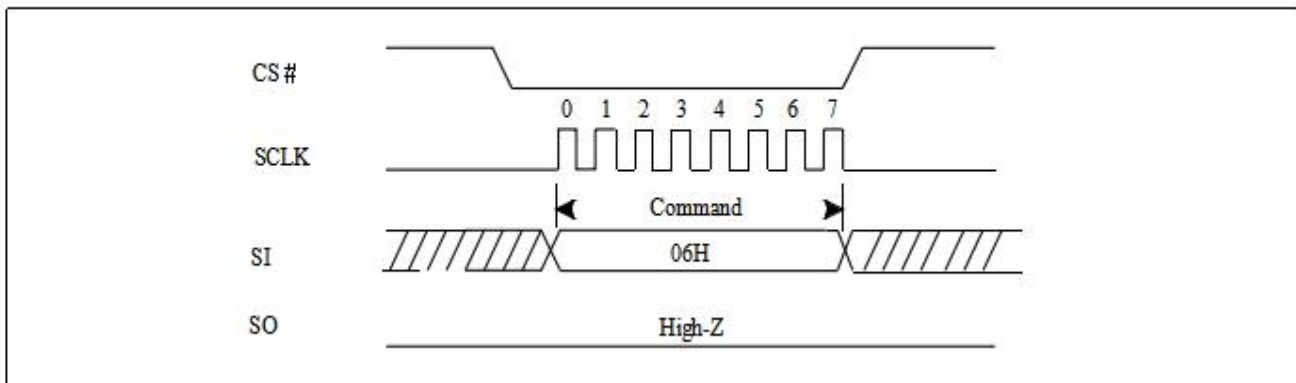 CS#
0 1 2 3 4 5 6 7
SCLK
Command
SI
06H
SO
High-Z